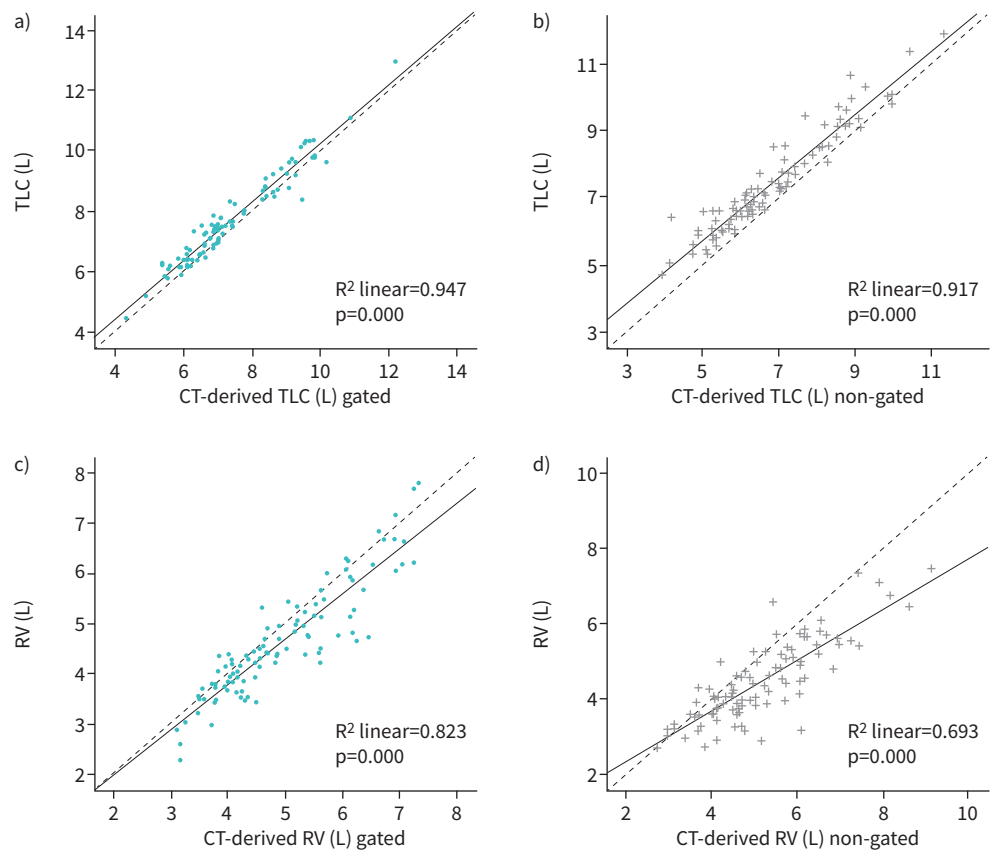 a)
14
12
10
8
6
4
TLC (L)
R² linear=0.947
p=0.000
4 6 8 10 12 14
CT-derived TLC (L) gated
b)
11
9
7
5
3
TLC (L)
R² linear=0.917
p=0.000
3 5 7 9 11
CT-derived TLC (L) non-gated
c)
8
7
6
5
4
3
2
RV (L)
R² linear=0.823
p=0.000
2 3 4 5 6 7 8
CT-derived RV (L) gated
d)
10
8
6
4
2
RV (L)
R² linear=0.693
p=0.000
2 4 6 8 10
CT-derived RV (L) non-gated